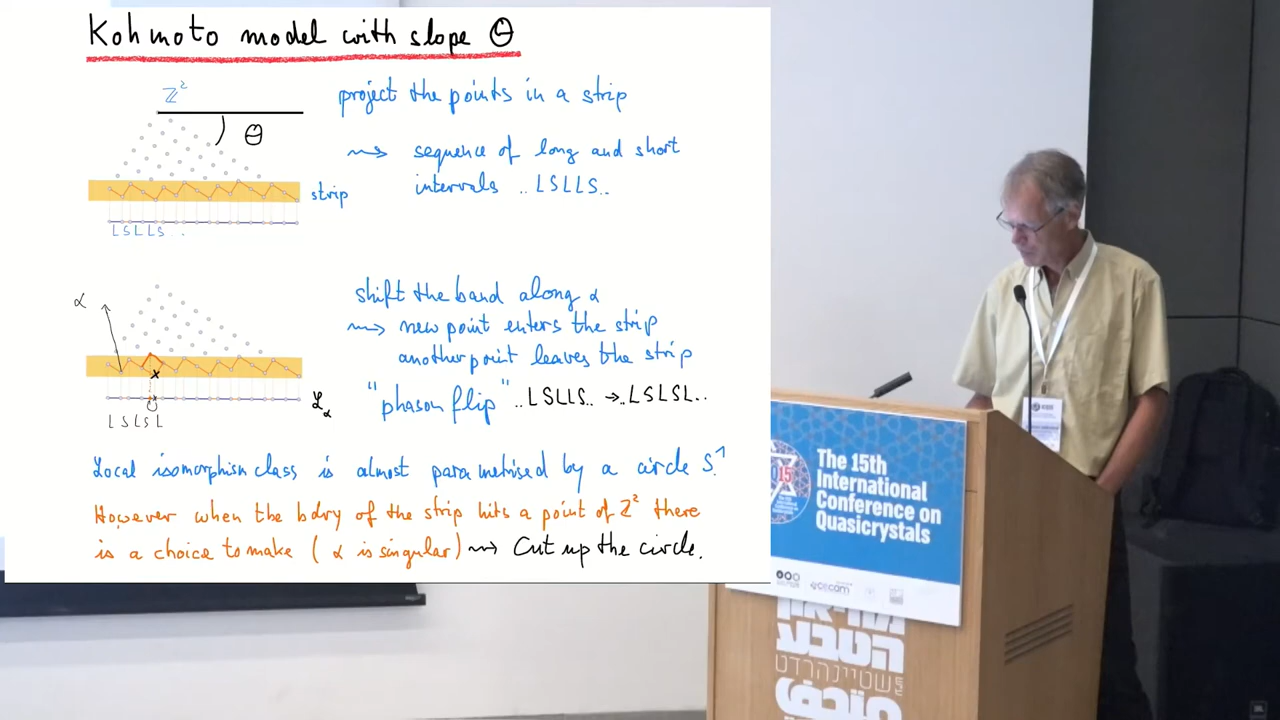 Kohmoto model with slope Θ
ℤ²
project the points in a strip
Θ
⇝ sequence of long and short
strip
intervals ..LSLLS..
LSLLS...
α
shift the band along α
⇝ new point enters the strip
another point leaves the strip
"phason flip" ..LSLLS.. → ..LSLSL..
ℒα
LSLSL
Local isomorphism class is almost parametrised by a circle S¹.
However when the bdry of the strip hits a point of ℤ² there
is a choice to make (α is singular) ⇝ Cut up the circle.
The 15th
International
Conference on
Quasicrystals
cecam
הטבע
שטיינהרדט